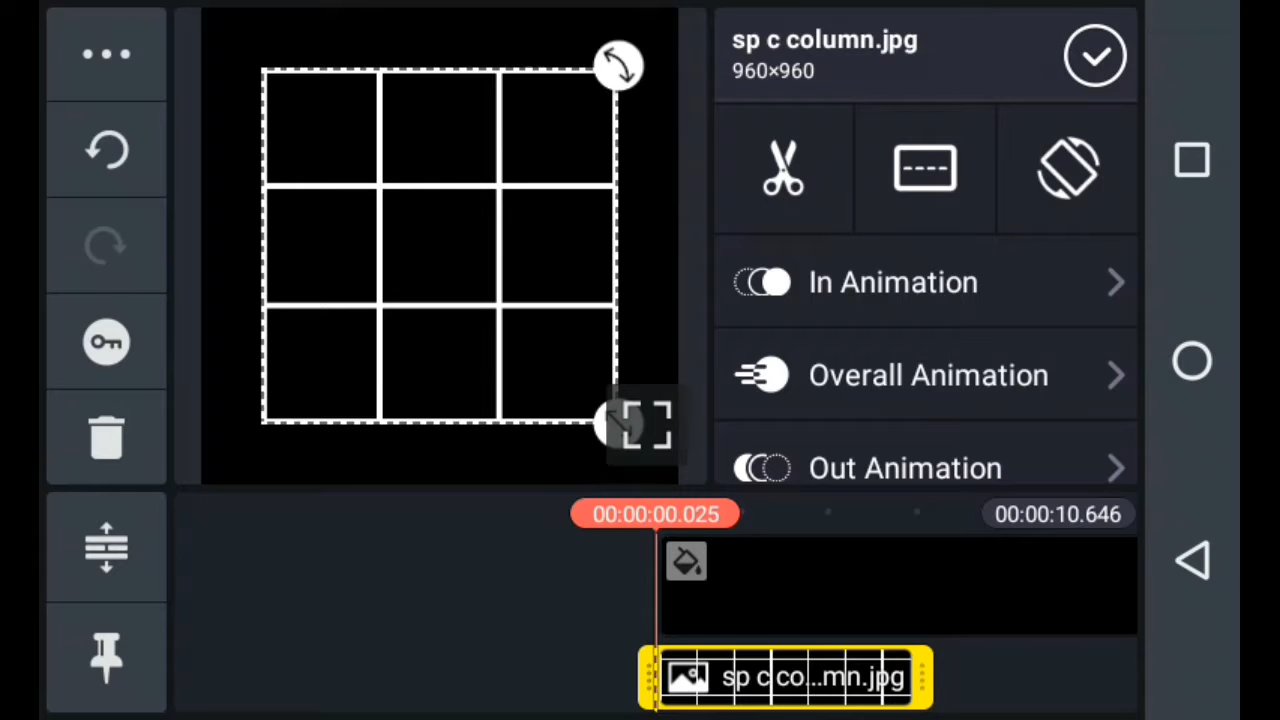 sp c column.jpg
960×960
In Animation
Overall Animation
Out Animation
00:00:00.025
00:00:10.646
sp c co...mn.jpg